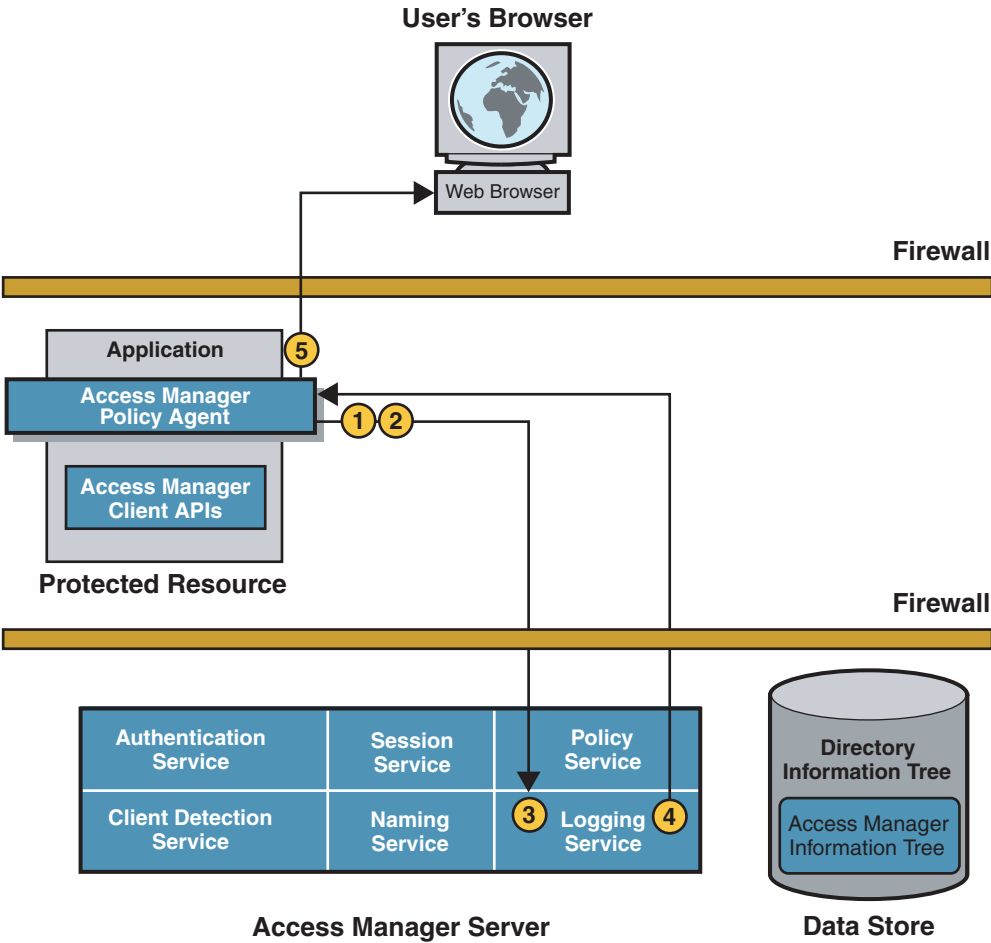 User's Browser
Web Browser
Firewall
Application
5
Access Manager
Policy Agent
1
2
Access Manager
Client APIs
Protected Resource
Firewall
Authentication
Service
Session
Service
Policy
Service
Client Detection
Service
Naming
Service
3
Logging
Service
4
Directory
Information Tree
Access Manager
Information Tree
Access Manager Server
Data Store